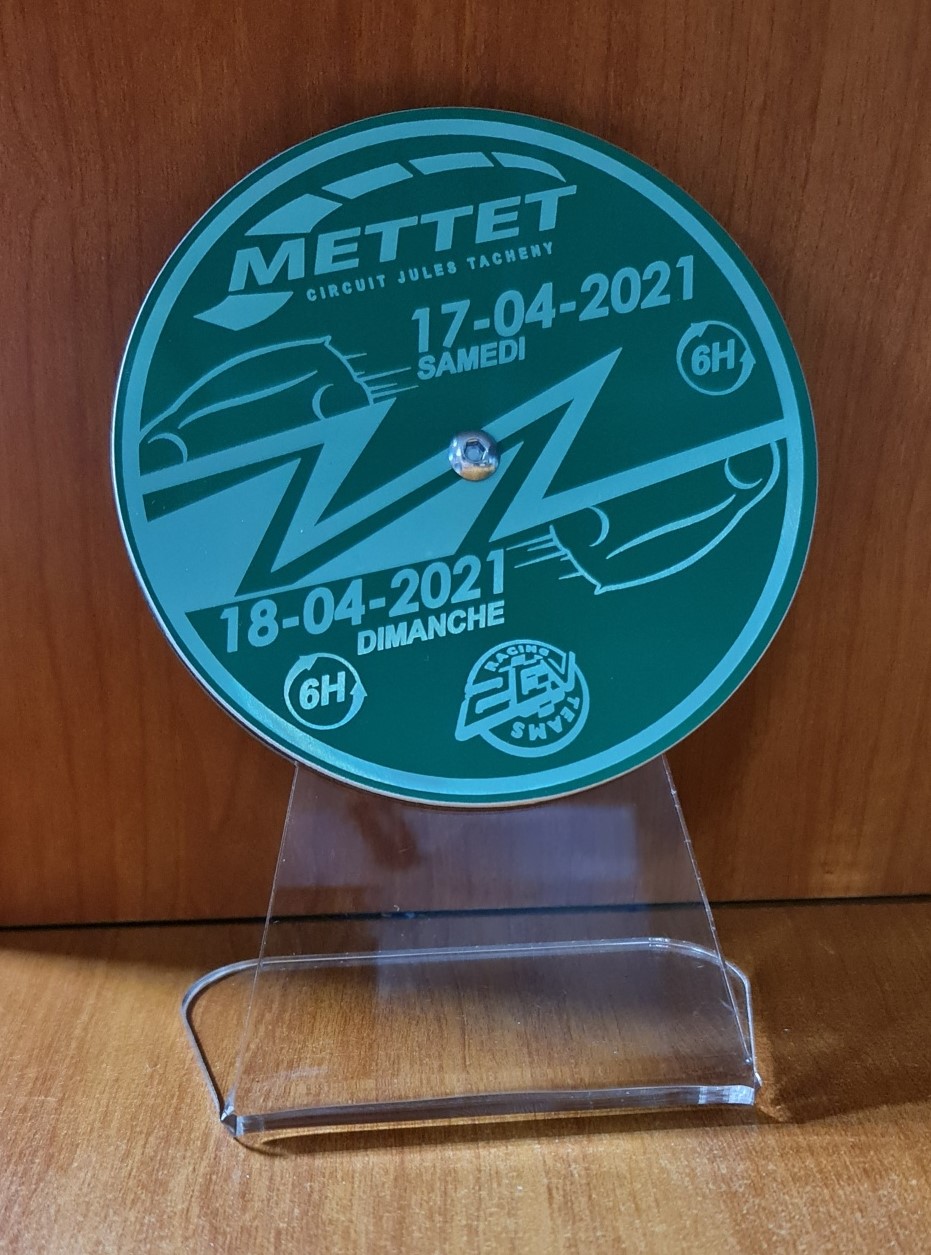 METTET
CIRCUIT JULES TACHENY
17-04-2021
SAMEDI
6H
18-04-2021
DIMANCHE
6H
RACING
TEAMS